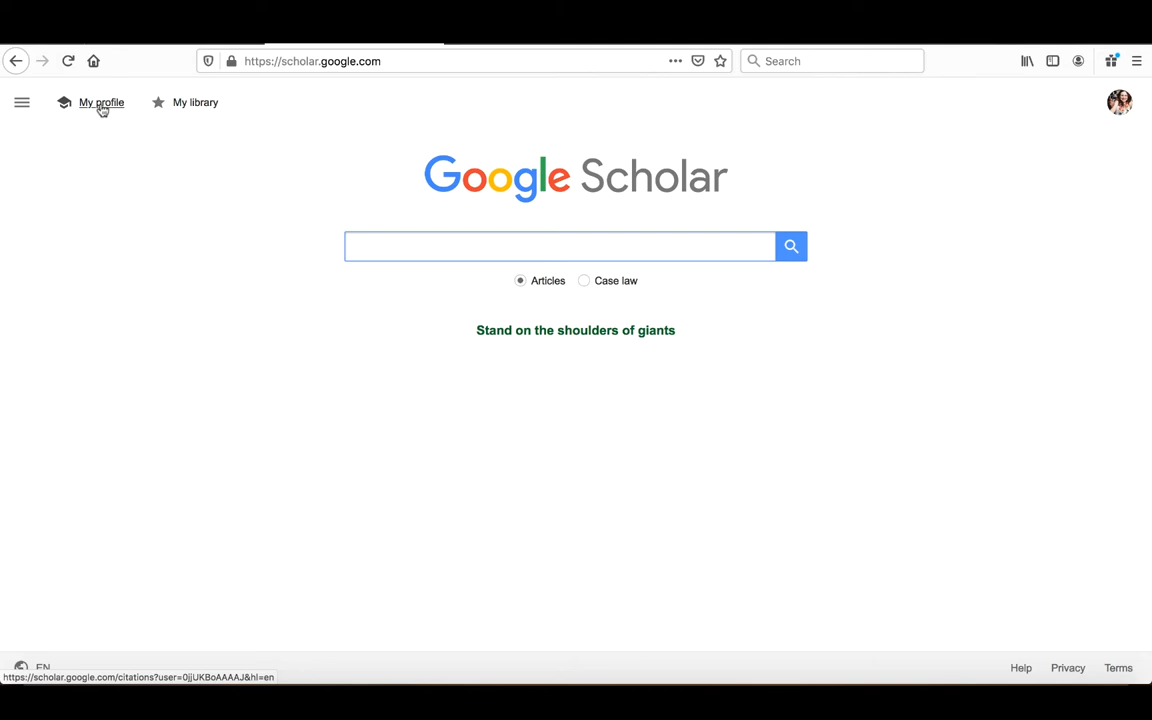 https://scholar.google.com
Search
My profile
My library
Google Scholar
Articles
Case law
Stand on the shoulders of giants
EN
Help
Privacy
Terms
https://scholar.google.com/citations?user=0jjUKBoAAAAJ&hl=en